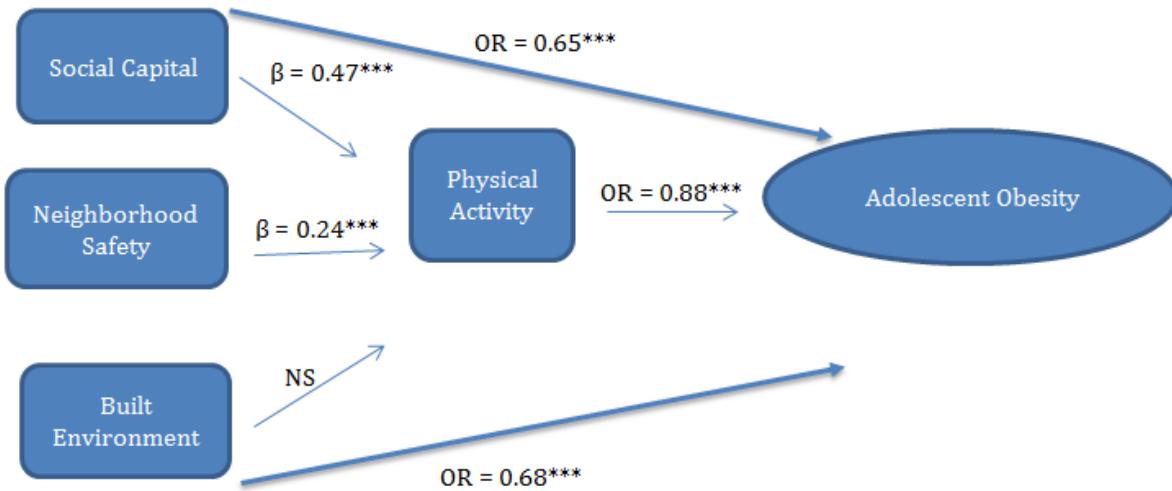 Social Capital
OR = 0.65***
β = 0.47***
Physical
Activity
OR = 0.88***
Adolescent Obesity
Neighborhood
Safety
β = 0.24***
NS
Built
Environment
OR = 0.68***